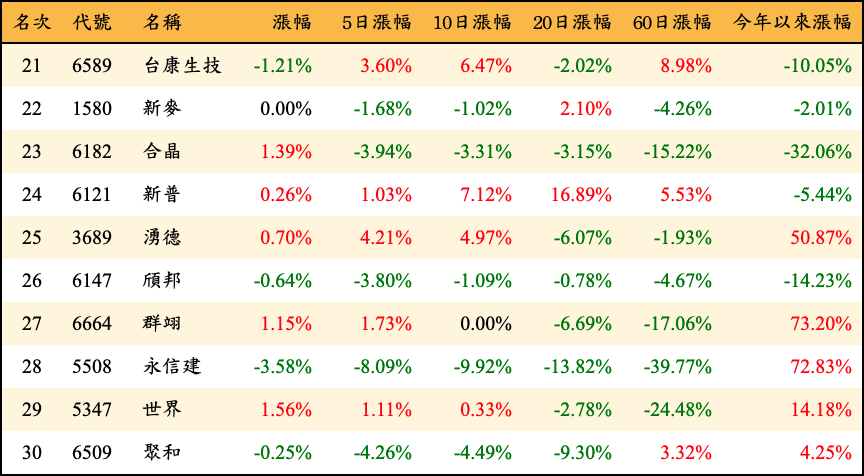 名次 代號 名稱 漲幅 5日漲幅 10日漲幅 20日漲幅 60日漲幅 今年以來漲幅
21 6589 台康生技 -1.21% 3.60% 6.47% -2.02% 8.98% -10.05%
22 1580 新麥 0.00% -1.68% -1.02% 2.10% -4.26% -2.01%
23 6182 合晶 1.39% -3.94% -3.31% -3.15% -15.22% -32.06%
24 6121 新普 0.26% 1.03% 7.12% 16.89% 5.53% -5.44%
25 3689 湧德 0.70% 4.21% 4.97% -6.07% -1.93% 50.87%
26 6147 頎邦 -0.64% -3.80% -1.09% -0.78% -4.67% -14.23%
27 6664 群翊 1.15% 1.73% 0.00% -6.69% -17.06% 73.20%
28 5508 永信建 -3.58% -8.09% -9.92% -13.82% -39.77% 72.83%
29 5347 世界 1.56% 1.11% 0.33% -2.78% -24.48% 14.18%
30 6509 聚和 -0.25% -4.26% -4.49% -9.30% 3.32% 4.25%